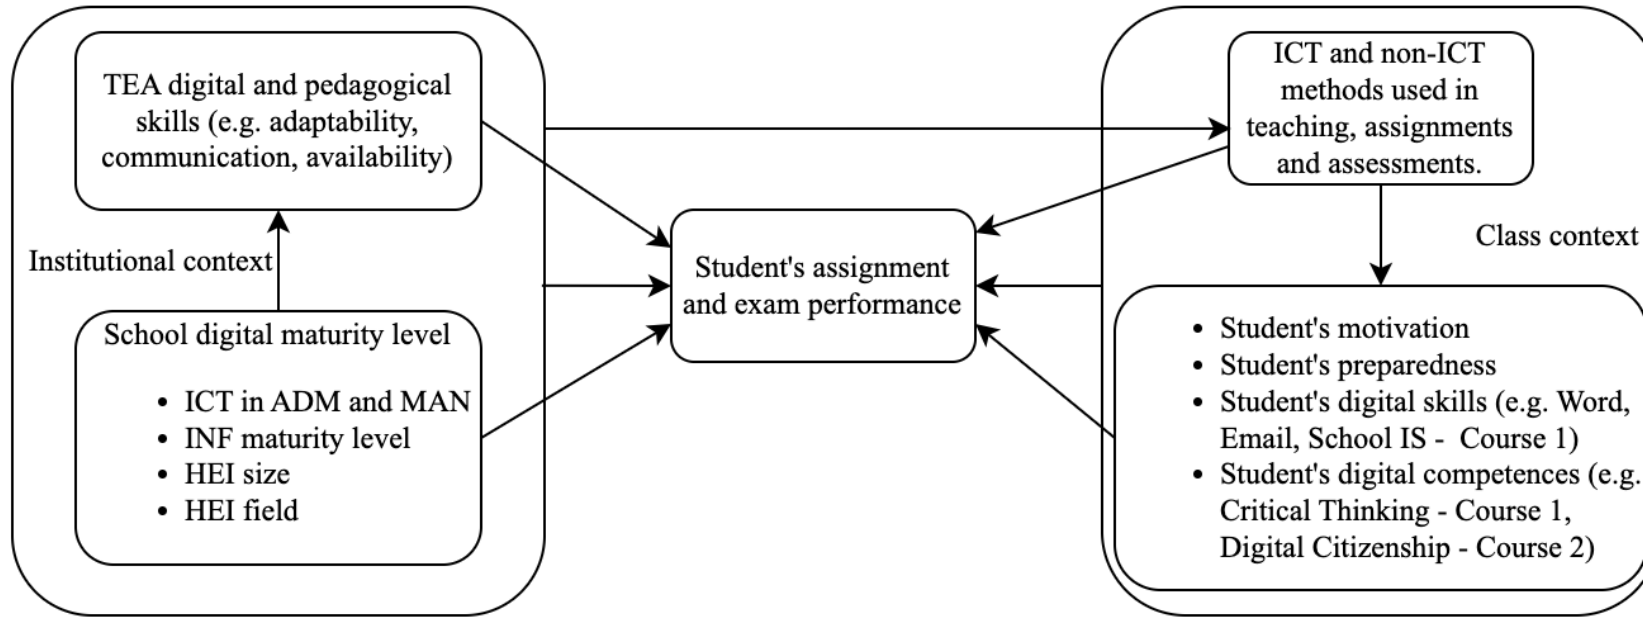 TEA digital and pedagogical
skills (e.g. adaptability,
communication, availability)
Institutional context
School digital maturity level
• ICT in ADM and MAN
• INF maturity level
• HEI size
• HEI field
Student's assignment
and exam performance
ICT and non-ICT
methods used in
teaching, assignments
and assessments.
Class context
• Student's motivation
• Student's preparedness
• Student's digital skills (e.g. Word,
Email, School IS - Course 1)
• Student's digital competences (e.g.
Critical Thinking - Course 1,
Digital Citizenship - Course 2)